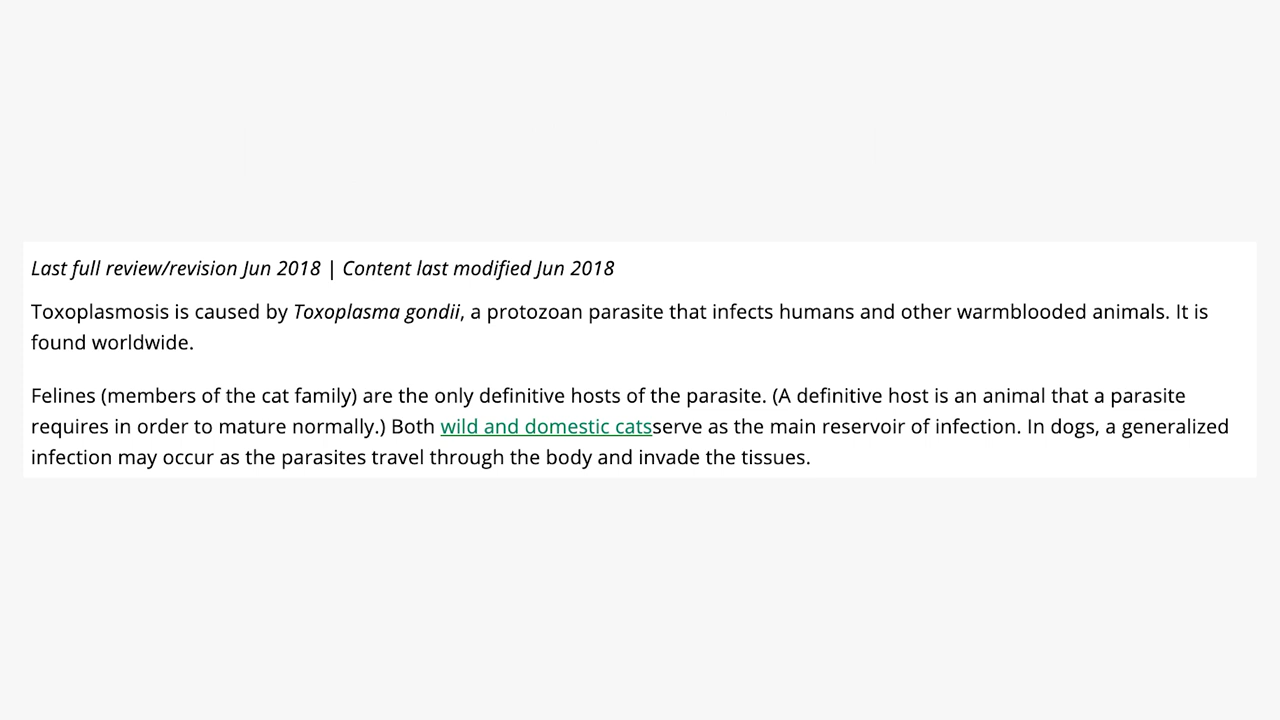 Last full review/revision Jun 2018 | Content last modified Jun 2018
Toxoplasmosis is caused by Toxoplasma gondii, a protozoan parasite that infects humans and other warmblooded animals. It is
found worldwide.
Felines (members of the cat family) are the only definitive hosts of the parasite. (A definitive host is an animal that a parasite
requires in order to mature normally.) Both wild and domestic catsserve as the main reservoir of infection. In dogs, a generalized
infection may occur as the parasites travel through the body and invade the tissues.